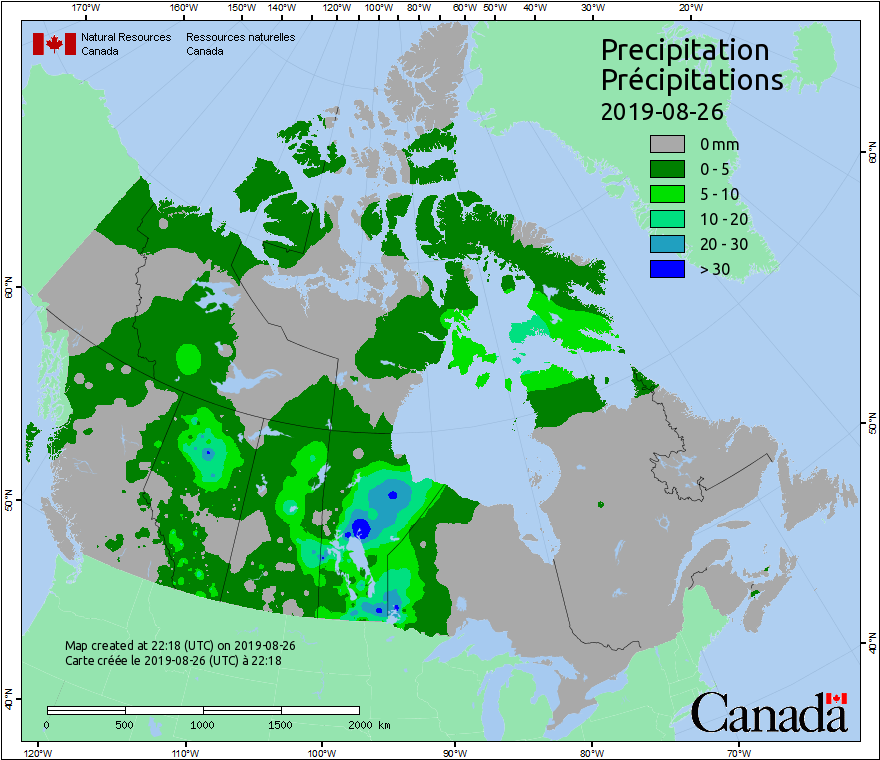 170°W 160°W 150°W 140°W 130°W 120°W 110°W 100°W 90°W 80°W 70°W 60°W 50°W 40°W 30°W 20°W
Natural Resources Canada
Ressources naturelles Canada
Precipitation
Précipitations
2019-08-26
0 mm
0 - 5
5 - 10
10 - 20
20 - 30
> 30
60°N
50°N
40°N
60°N
50°N
40°N
Map created at 22:18 (UTC) on 2019-08-26
Carte créée le 2019-08-26 (UTC) à 22:18
0 500 1000 1500 2000 km
Canada
120°W 110°W 100°W 90°W 80°W 70°W